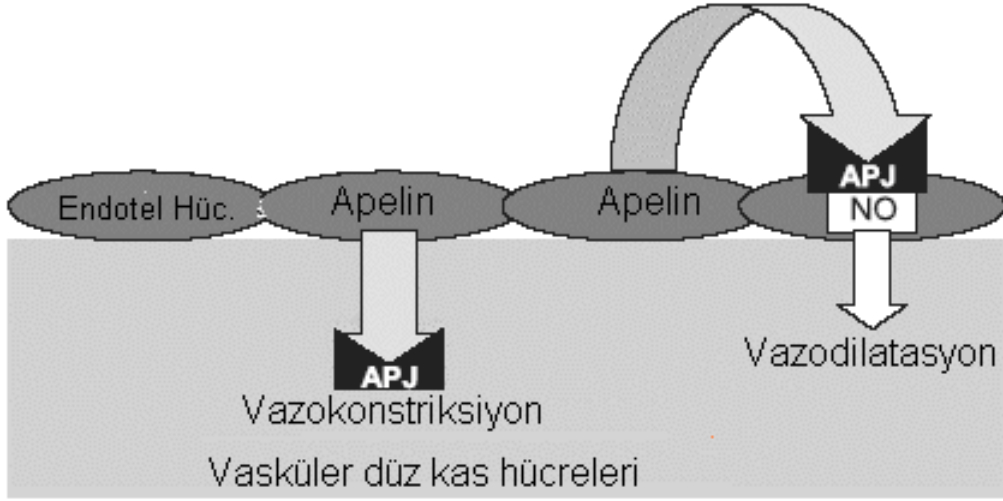 APJ
Endotel Hüc.
Apelin
Apelin
NO
Vazodilatasyon
APJ
Vazokonstriksiyon
Vasküler düz kas hücreleri